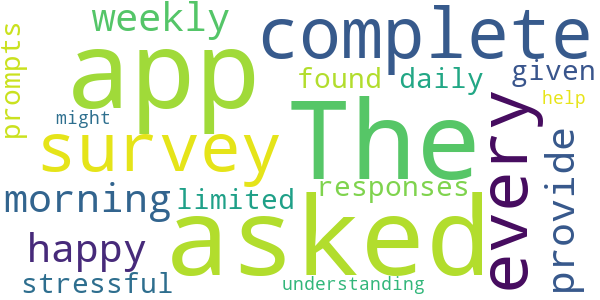 weekly
complete
prompts
app
found
daily
given
help
might
survey
The
every
provide
morning
limited
responses
asked
happy
stressful
understanding